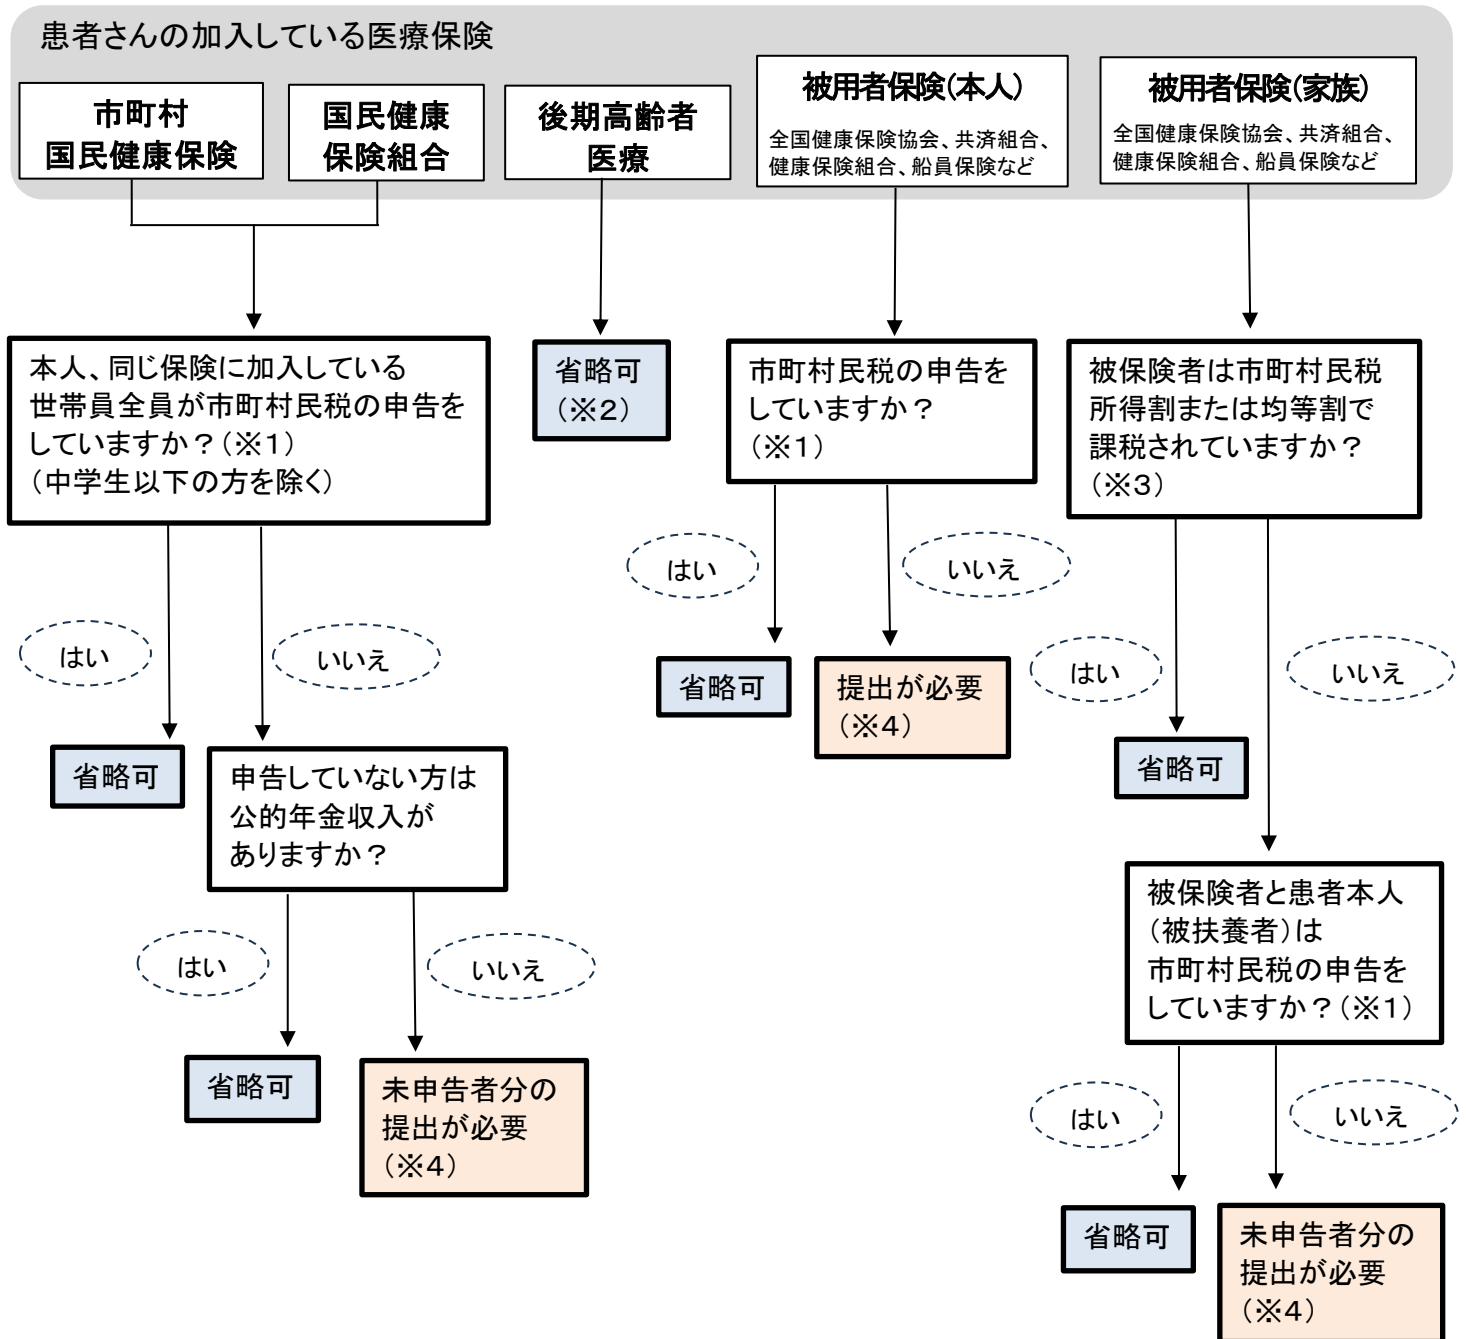 患者さんの加入している医療保険
市町村
国民健康保険
国民健康
保険組合
後期高齢者
医療
被用者保険(本人)
全国健康保険協会、共済組合、
健康保険組合、船員保険など
被用者保険(家族)
全国健康保険協会、共済組合、
健康保険組合、船員保険など
本人、同じ保険に加入している
世帯員全員が市町村民税の申告を
していますか？(※1)
(中学生以下の方を除く)
省略可
(※2)
市町村民税の申告を
していますか？
(※1)
被保険者は市町村民税
所得割または均等割で
課税されていますか？
(※3)
はい
いいえ
はい
いいえ
はい
いいえ
省略可
提出が必要
(※4)
省略可
申告していない方は
公的年金収入が
ありますか？
省略可
被保険者と患者本人
(被扶養者)は
市町村民税の申告を
していますか？(※1)
はい
いいえ
省略可
未申告者分の
提出が必要
(※4)
はい
いいえ
省略可
未申告者分の
提出が必要
(※4)